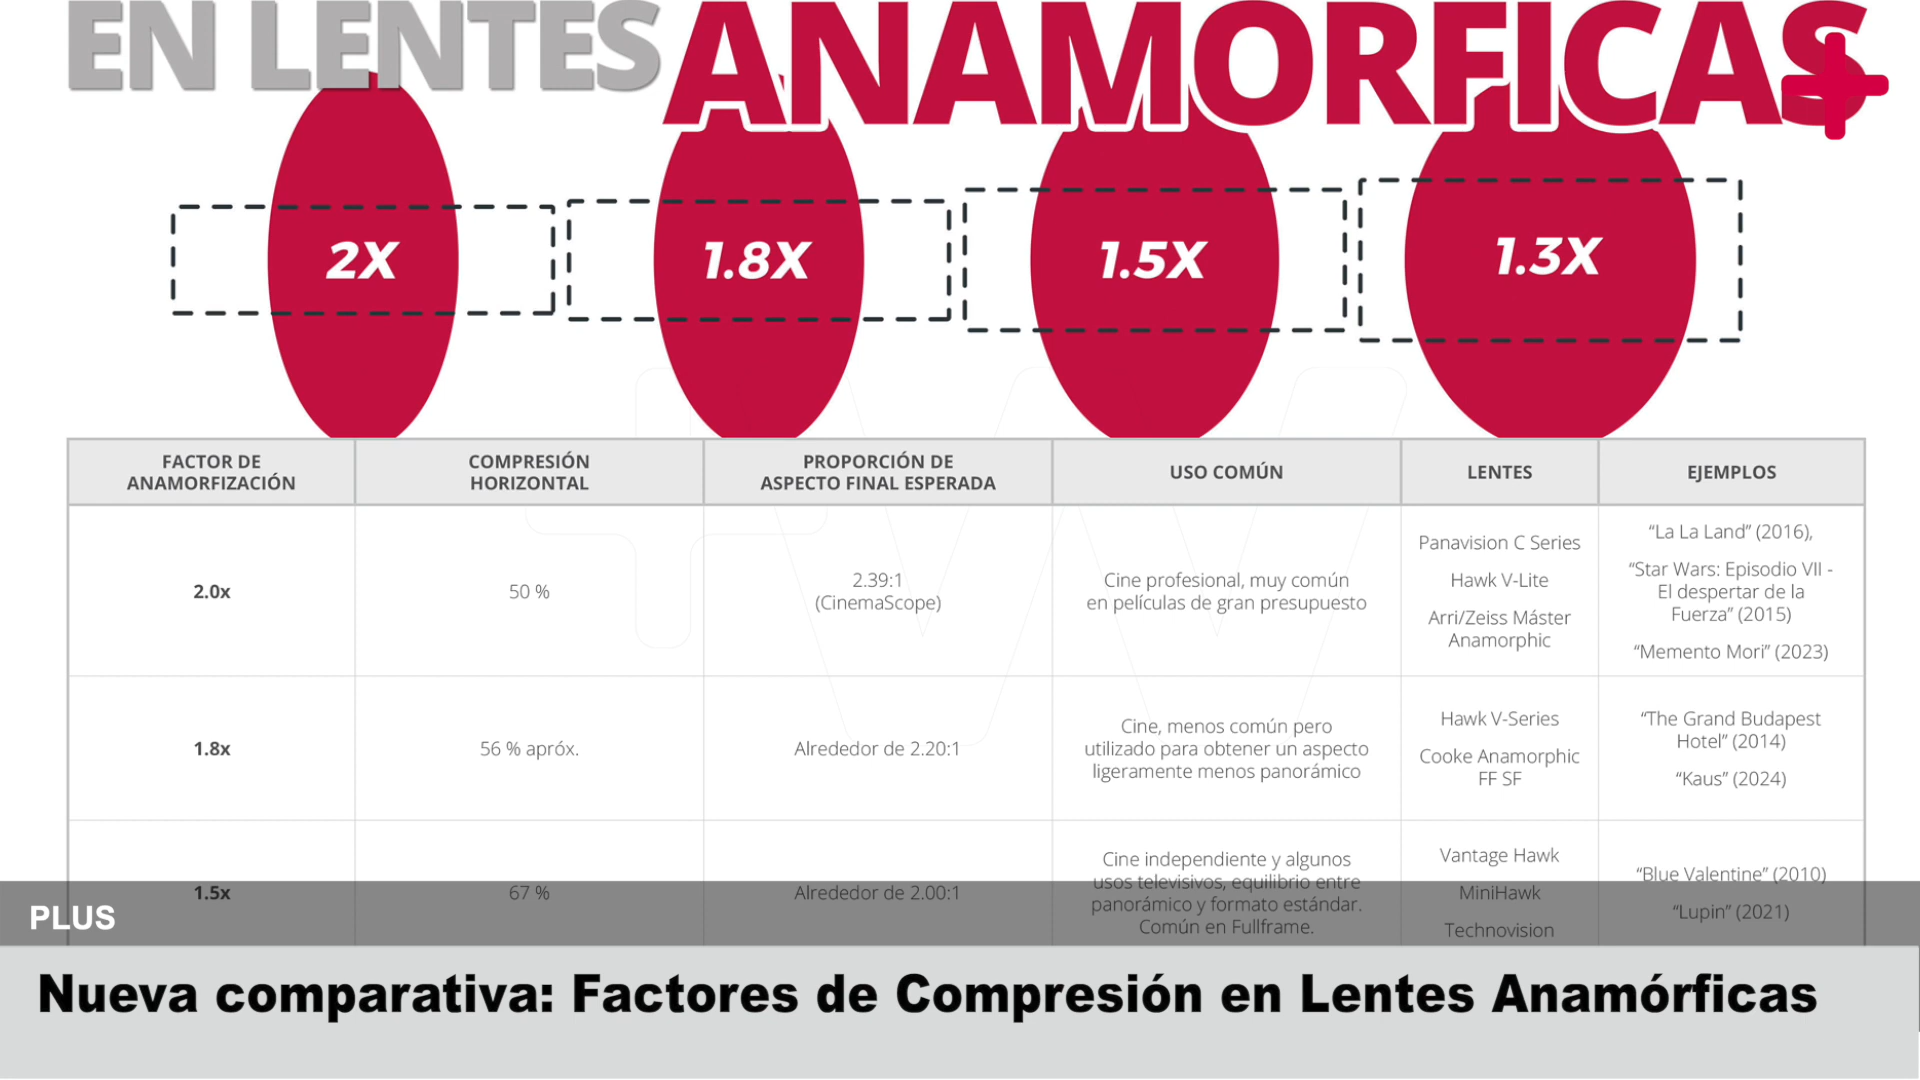 EN LENTES ANAMORFICAS+
2X
1.8X
1.5X
1.3X
FACTOR DE
ANAMORFIZACIÓN
COMPRESIÓN
HORIZONTAL
PROPORCIÓN DE
ASPECTO FINAL ESPERADA
USO COMÚN
LENTES
EJEMPLOS
2.0x
50 %
2.39:1
(CinemaScope)
Cine profesional, muy común
en películas de gran presupuesto
Panavision C Series
Hawk V-Lite
Arri/Zeiss Máster
Anamorphic
“La La Land” (2016),
“Star Wars: Episodio VII -
El despertar de la
Fuerza” (2015)
“Memento Mori” (2023)
1.8x
56 % apróx.
Alrededor de 2.20:1
Cine, menos común pero
utilizado para obtener un aspecto
ligeramente menos panorámico
Hawk V-Series
Cooke Anamorphic
FF SF
“The Grand Budapest
Hotel” (2014)
“Kaus” (2024)
1.5x
67 %
Alrededor de 2.00:1
Cine independiente y algunos
usos televisivos, equilibrio entre
panorámico y formato estándar.
Común en Fullframe.
Vantage Hawk
MiniHawk
Technovision
“Blue Valentine” (2010)
“Lupin” (2021)
PLUS
Nueva comparativa: Factores de Compresión en Lentes Anamórficas